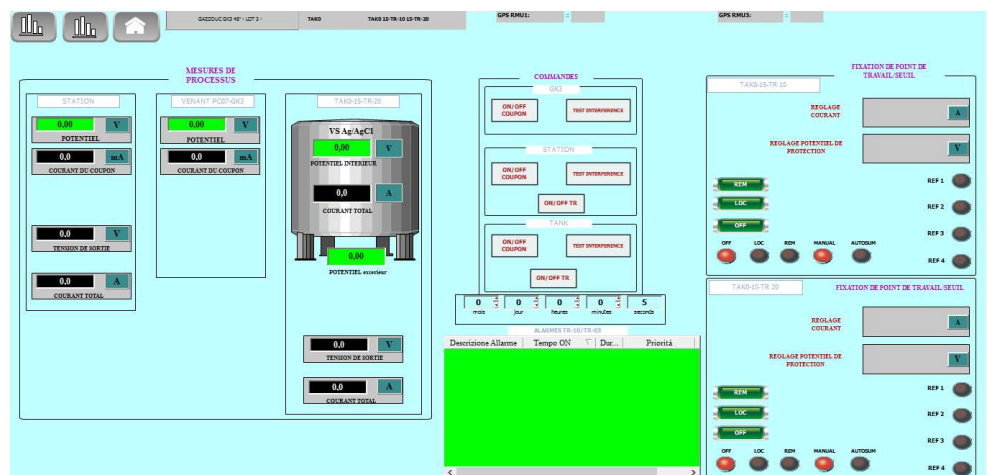 GAZODUC GK3 48" - LOT 3 -
TAK0
TAK0 15-TR-10 15-TR-20
GPS RMU1:
=
GPS RMU3:
=
MESURES DE
PROCESSUS
STATION
0,00 V
POTENTIEL
0,0 mA
COURANT DU COUPON
0,0 V
TENSION DE SORTIE
0,0 A
COURANT TOTAL
VENANT PC07-GK3
0,00 V
POTENTIEL
0,0 mA
COURANT DU COUPON
TAK0-15-TR-20
VS Ag/AgCl
0,00 V
POTENTIEL INTERIEUR
0,0 A
COURANT TOTAL
0,00
POTENTIEL exterieur
0,0 V
TENSION DE SORTIE
0,0 A
COURANT TOTAL
COMMANDES
GK3
ON/OFF
COUPON
TEST INTERFERENCE
STATION
ON/OFF
COUPON
TEST INTERFERENCE
ON/OFF TR
TANK
ON/OFF
COUPON
TEST INTERFERENCE
ON/OFF TR
0 0 0 0 5
mois jour heures minutes seconds
ALARMES TR-10/TR-03
Descrizione Allarme Tempo ON Dur... Priorità
FIXATION DE POINT DE
TRAVAIL/SEUIL
TAK0-15-TR 10
REGLAGE
COURANT
A
REGLAGE POTENTIEL DE
PROTECTION
V
REM
LOC
OFF
REF 1
REF 2
REF 3
REF 4
OFF LOC REM MANUAL AUTOSUM
TAK0-15-TR 20
FIXATION DE POINT DE TRAVAIL/SEUIL
REGLAGE
COURANT
A
REGLAGE POTENTIEL DE
PROTECTION
V
REM
LOC
OFF
REF 1
REF 2
REF 3
REF 4
OFF LOC REM MANUAL AUTOSUM